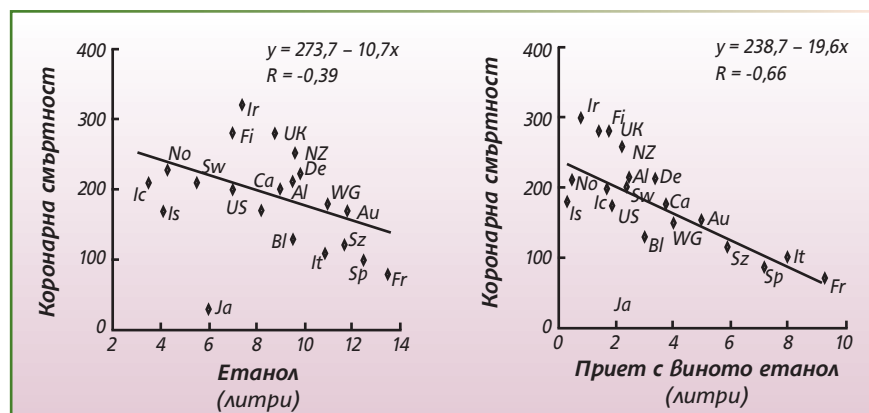 y = 273,7 – 10,7x
R = -0,39
Коронарна смъртност
400
300
200
100
0
2
4
6
8
10
12
14
Ir
Fi
UK
NZ
De
No
Sw
Ca
Al
WG
Ic
Is
US
Au
Bl
It
Sz
Sp
Fr
Ja
Етанол
(литри)
y = 238,7 – 19,6x
R = -0,66
Коронарна смъртност
400
300
200
100
0
0
2
4
6
8
10
Ir
Fi
UK
NZ
No
Al
De
Sw
Is
Ic
US
Ca
Au
Bl
WG
Sz
It
Sp
Fr
Ja
Приет с виното етанол
(литри)